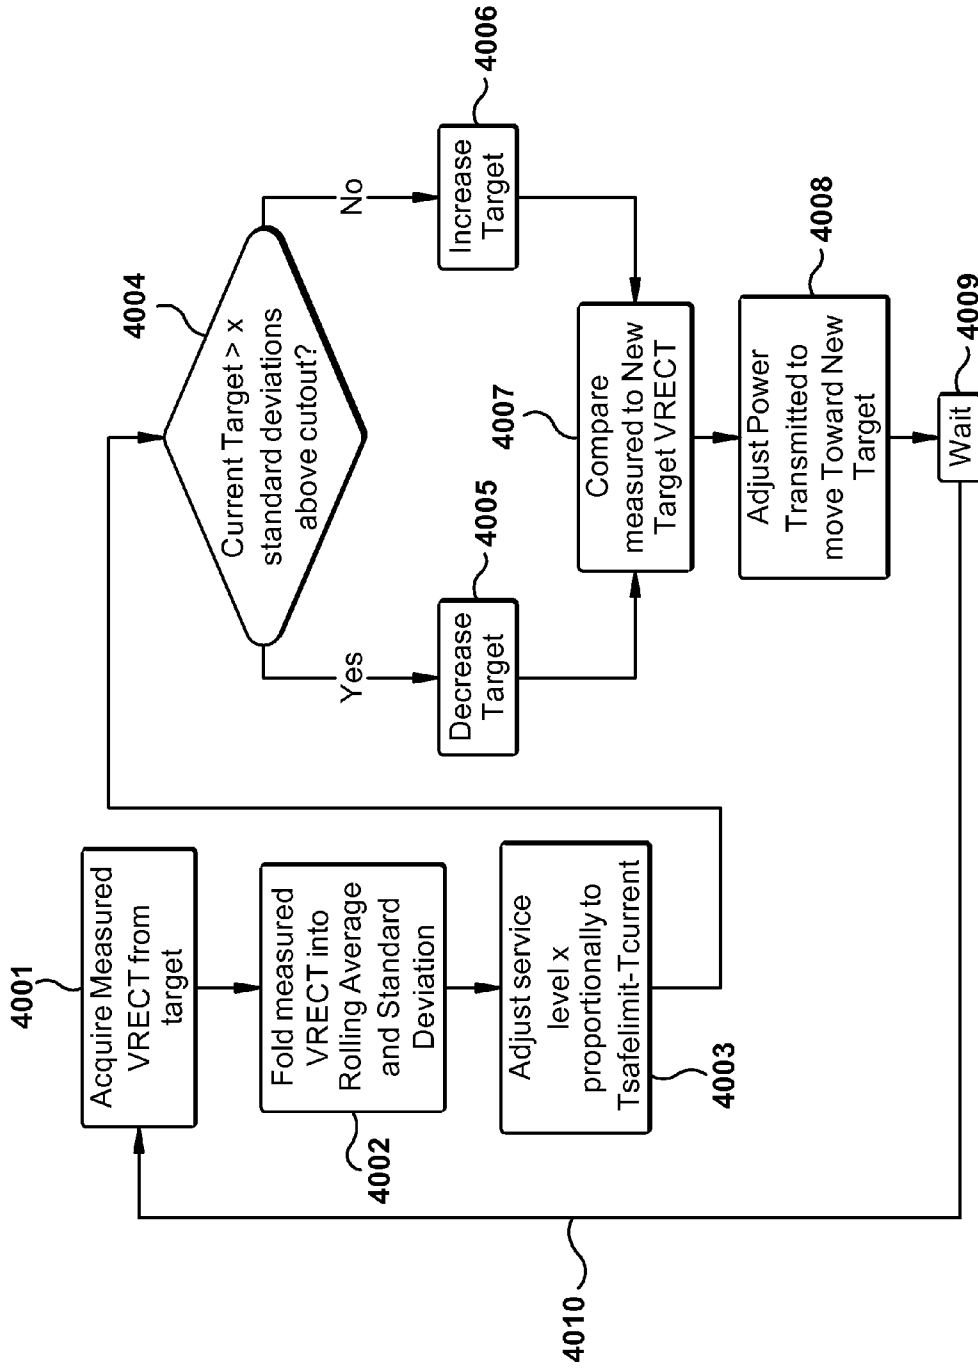 4001
Acquire Measured
VRECT from
target
Fold measured
VRECT into
Rolling Average
and Standard
Deviation
4002
Adjust service
level x
proportionally to
Tsafelimit-Tcurrent
4003
4004
Current Target > x
standard deviations
above cutout?
Yes
No
Decrease
Target
4005
Increase
Target
4006
4007
Compare
measured to New
Target VRECT
Adjust Power
Transmitted to
move Toward New
Target
4008
Wait
4009
4010